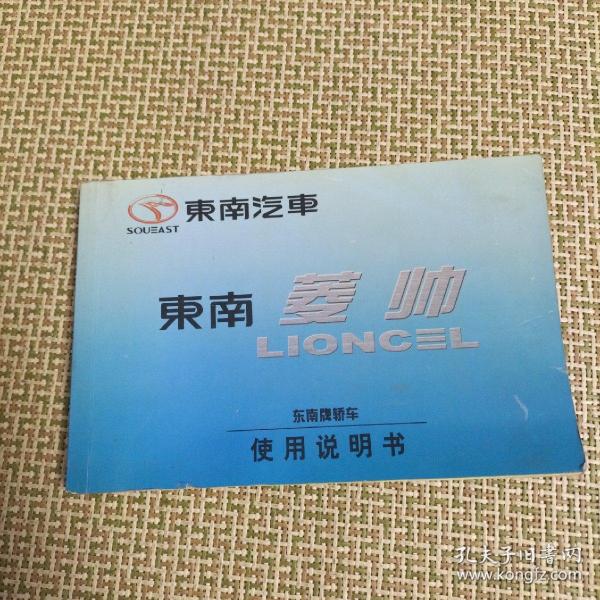 東南汽車
SOUEAST
東南 菱帅
LIONCEL
东南牌轿车
使用说明书
孔夫子旧書网
www.kongfz.com